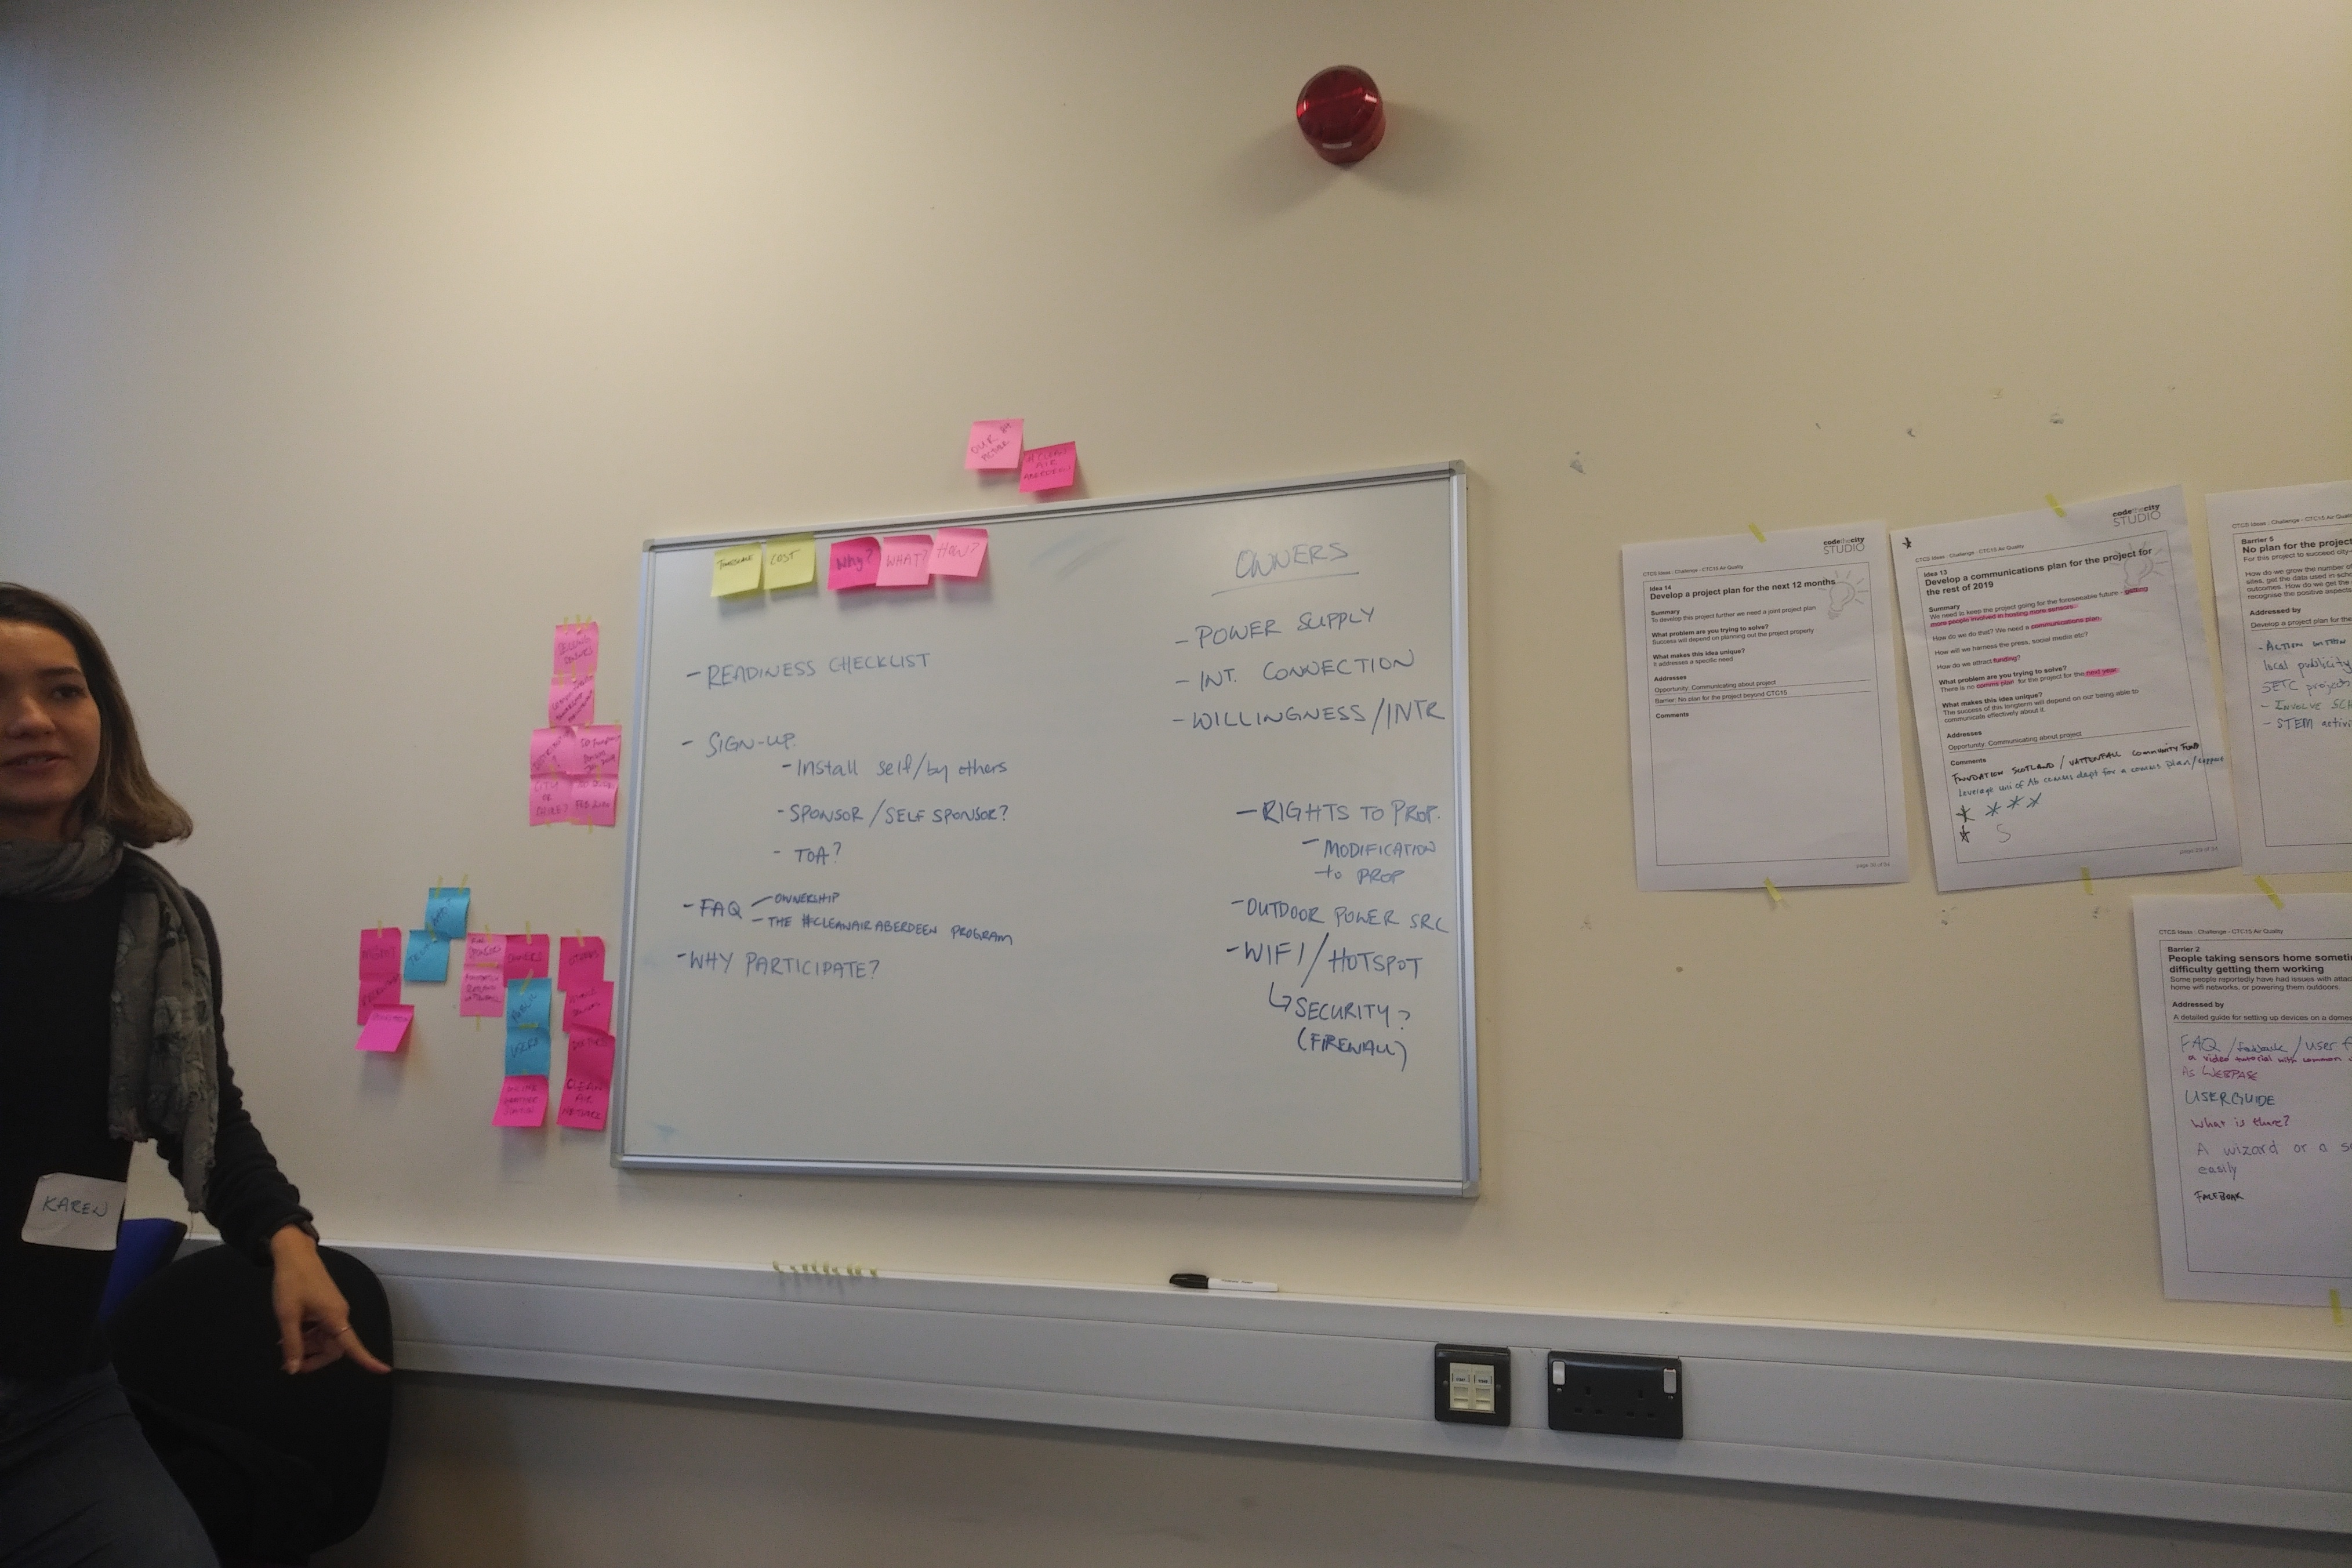 OUR
AIR
ABERDEEN
TIMESCALE
COST
Why?
WHAT?
HOW?
- READINESS CHECKLIST
- SIGN-UP.
- Install self/by others
- SPONSOR/SELF SPONSOR?
- TOA?
- FAQ - OWNERSHIP
- THE #CLEANAIRABERDEEN PROGRAM
- WHY PARTICIPATE?
OWNERS
- POWER SUPPLY
- INT. CONNECTION
- WILLINGNESS/INTR
- RIGHTS TO PROP.
- MODIFICATION
to PROP
- OUTDOOR POWER SRC
- WIFI/HOTSPOT
↳ SECURITY?
(FIREWALL)
CITY
OR
SHIRE?
OWNERS
OTHERS
PUBLIC
USERS
CLEAN
AIR
NETWORK
KAREN
codethecity
STUDIO
CTCS Ideas - Challenge - CTC15 Air Quality
Idea 14
Develop a project plan for the next 12 months
Summary
To develop this project further we need a joint project plan
What problem are you trying to solve?
Success will depend on planning out the project properly
What makes this idea unique?
It addresses a specific need
Addresses
Opportunity: Communicating about project
Barrier: No plan for the project beyond CTC15
Comments
codethecity
STUDIO
CTCS Ideas - Challenge - CTC15 Air Quality
Idea 13
Develop a communications plan for the project for
the rest of 2019
Summary
We need to keep the project going for the foreseeable future - getting
more people involved in hosting more sensors.
How do we do that? We need a communications plan.
How will we harness the press, social media etc?
How do we attract funding?
What problem are you trying to solve?
There is no comms plan for the project for the next year.
What makes this idea unique?
The success of this longterm will depend on our being able to
communicate effectively about it.
Addresses
Opportunity: Communicating about project
Comments
FOUNDATION SCOTLAND / VATTENFALL COMMUNITY FUND
Leverage uni of Ab comms dept for a comms plan/support
5
CTCS Ideas - Challenge - CTC15 Air Qualit
Barrier 5
No plan for the project
For this project to succeed city-
How do we grow the number of
sites, get the data used in scho
outcomes. How do we get the
recognise the positive aspects
Addressed by
Develop a project plan for the
- ACTION WITHIN
local publicity
SETC projects
- INVOLVE SCH
- STEM activi
CTCS Ideas - Challenge - CTC15 Air Quality
Barrier 2
People taking sensors home someti
difficulty getting them working
Some people reportedly have had issues with attac
home wifi networks, or powering them outdoors.
Addressed by
A detailed guide for setting up devices on a dome
FAQ / feedback / user f
a video tutorial with common
As WEBPAGE
USER GUIDE
What is there?
A wizard or a s
easily
FACEBOOK